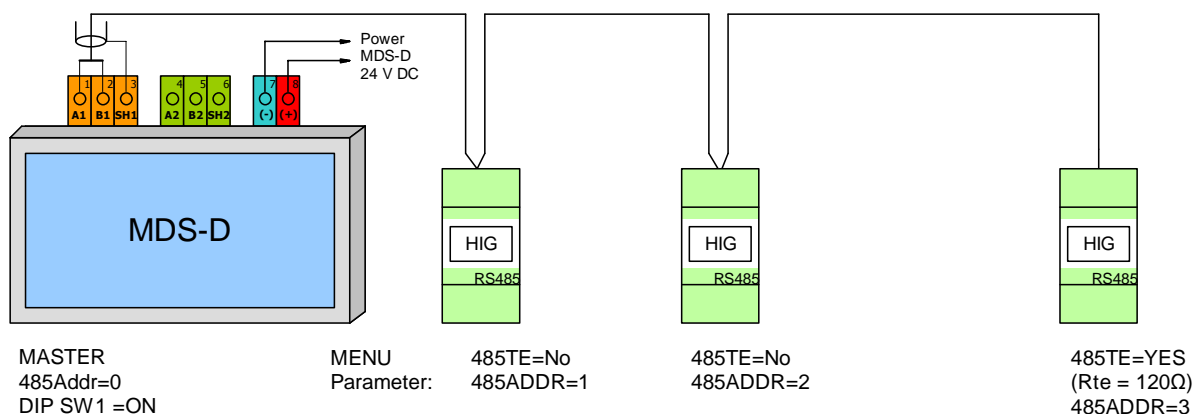 Power
MDS-D
24 V DC
1 2 3 4 5 6 7 8
A1 B1 SH1 A2 B2 SH2 (-) (+)
MDS-D
HIG
RS485
HIG
RS485
HIG
RS485
MASTER
485Addr=0
DIP SW1 =ON
MENU
Parameter:
485TE=No
485ADDR=1
485TE=No
485ADDR=2
485TE=YES
(Rte = 120Ω)
485ADDR=3